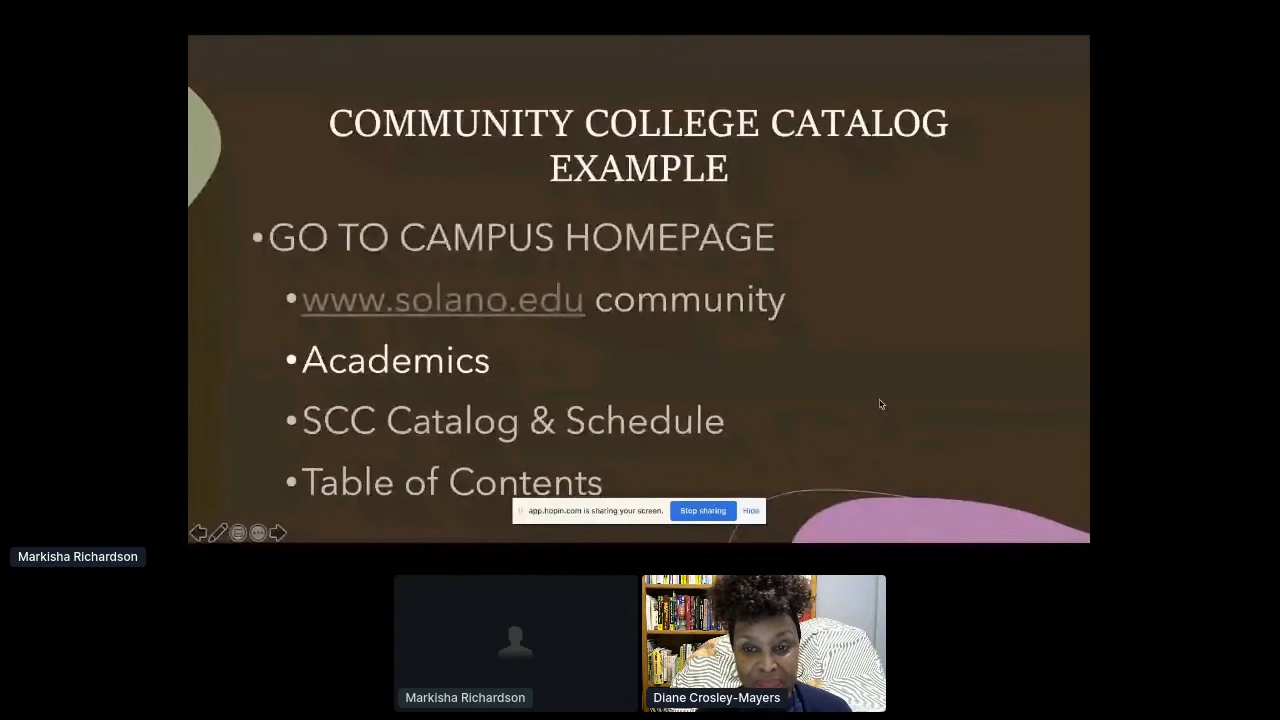 COMMUNITY COLLEGE CATALOG
EXAMPLE
•GO TO CAMPUS HOMEPAGE
•www.solano.edu community
•Academics
•SCC Catalog & Schedule
•Table of Contents
app.hopin.com is sharing your screen. Stop sharing Hide
Markisha Richardson
Markisha Richardson
Diane Crosley-Mayers